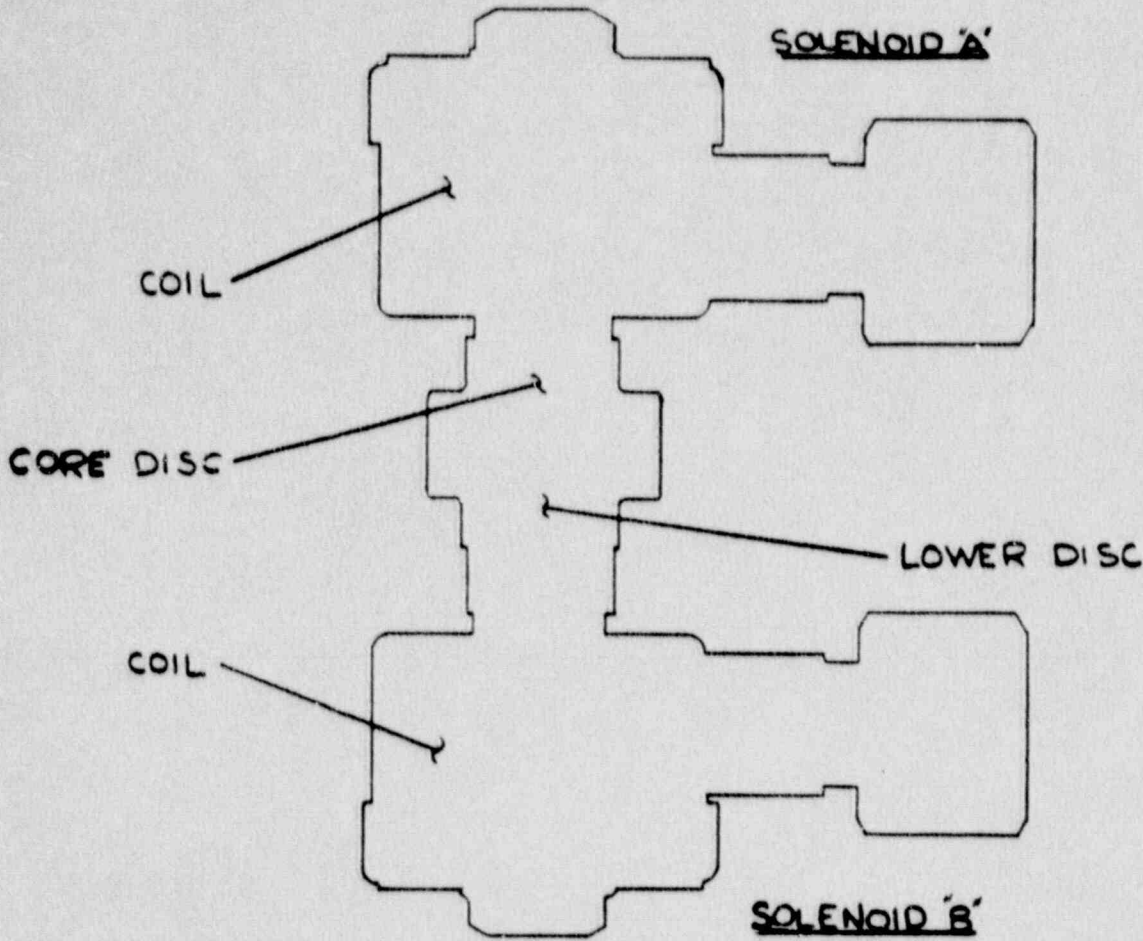 SOLENOID "A"
COIL
CORE DISC
LOWER DISC
COIL
SOLENOID "B"